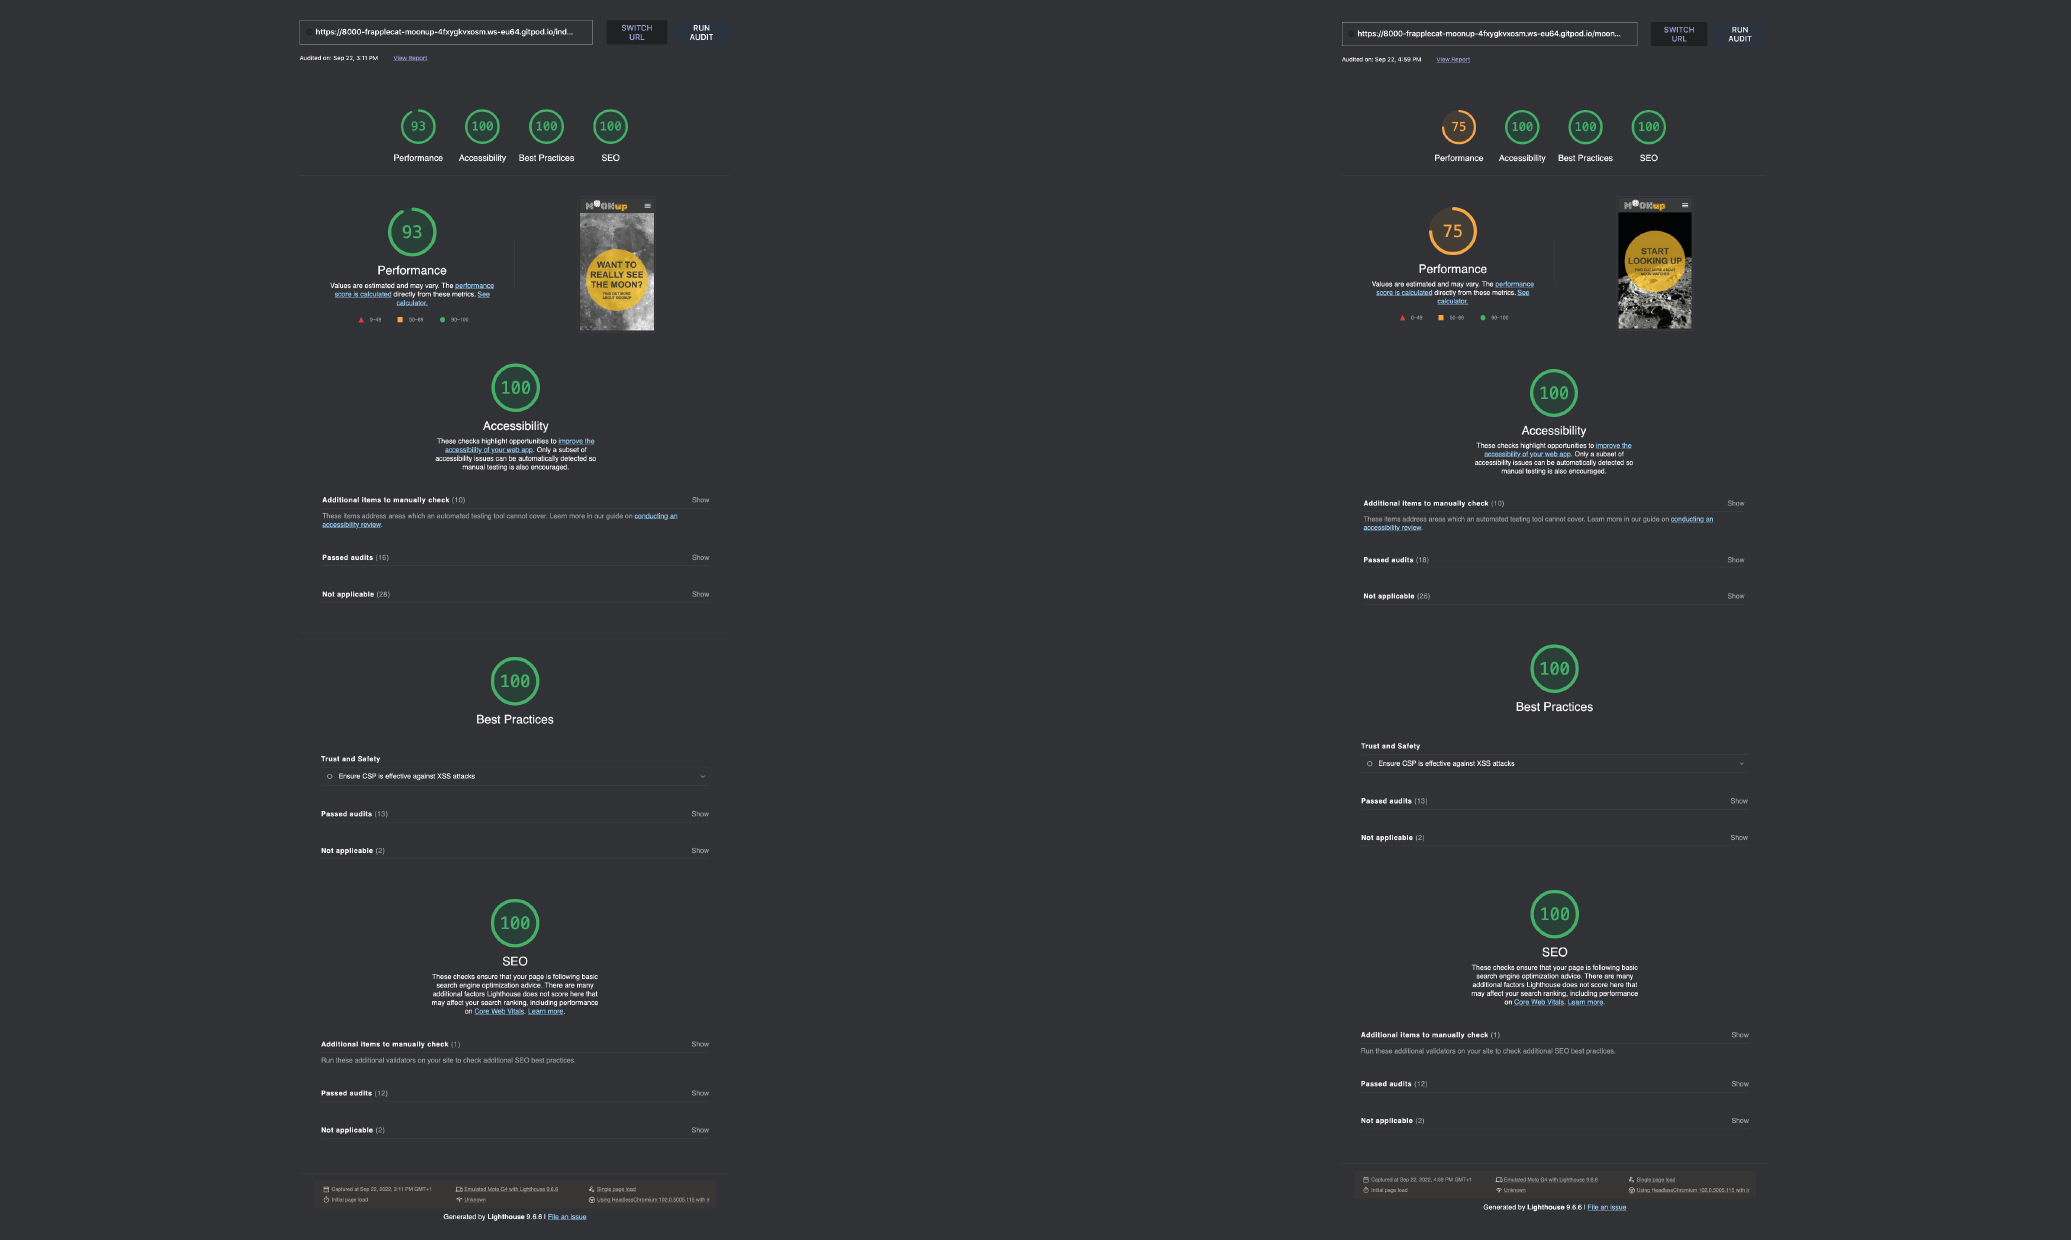 https://8000-frapplecat-moonup-4fxygkvxosm.ws-eu64.gitpod.io/ind...
SWITCH
URL
RUN
AUDIT
Audited on: Sep 22, 3:11 PM
View Report
93
100
100
100
Performance
Accessibility
Best Practices
SEO
93
Performance
Values are estimated and may vary. The performance
score is calculated directly from these metrics. See
calculator.
0–49
50–89
90–100
MOONup
WANT TO
REALLY SEE
THE MOON?
FIND OUT MORE
ABOUT MOONUP
100
Accessibility
These checks highlight opportunities to improve the
accessibility of your web app. Only a subset of
accessibility issues can be automatically detected so
manual testing is also encouraged.
Additional items to manually check (10)
Show
These items address areas which an automated testing tool cannot cover. Learn more in our guide on conducting an
accessibility review.
Passed audits (16)
Show
Not applicable (28)
Show
100
Best Practices
Trust and Safety
Ensure CSP is effective against XSS attacks
Passed audits (13)
Show
Not applicable (2)
Show
100
SEO
These checks ensure that your page is following basic
search engine optimization advice. There are many
additional factors Lighthouse does not score here that
may affect your search ranking, including performance
on Core Web Vitals. Learn more.
Additional items to manually check (1)
Show
Run these additional validators on your site to check additional SEO best practices.
Passed audits (12)
Show
Not applicable (2)
Show
Captured at Sep 22, 2022, 3:11 PM GMT+1
Emulated Moto G4 with Lighthouse 9.6.6
Single page load
Initial page load
Unknown
Using HeadlessChromium 102.0.5005.115 with lr
Generated by Lighthouse 9.6.6 | File an issue
https://8000-frapplecat-moonup-4fxygkvxosm.ws-eu64.gitpod.io/moon...
SWITCH
URL
RUN
AUDIT
Audited on: Sep 22, 4:59 PM
View Report
75
100
100
100
Performance
Accessibility
Best Practices
SEO
75
Performance
Values are estimated and may vary. The performance
score is calculated directly from these metrics. See
calculator.
0–49
50–89
90–100
MOONup
START
LOOKING UP
FIND OUT MORE ABOUT
MOON WATCHES
100
Accessibility
These checks highlight opportunities to improve the
accessibility of your web app. Only a subset of
accessibility issues can be automatically detected so
manual testing is also encouraged.
Additional items to manually check (10)
Show
These items address areas which an automated testing tool cannot cover. Learn more in our guide on conducting an
accessibility review.
Passed audits (18)
Show
Not applicable (26)
Show
100
Best Practices
Trust and Safety
Ensure CSP is effective against XSS attacks
Passed audits (13)
Show
Not applicable (2)
Show
100
SEO
These checks ensure that your page is following basic
search engine optimization advice. There are many
additional factors Lighthouse does not score here that
may affect your search ranking, including performance
on Core Web Vitals. Learn more.
Additional items to manually check (1)
Show
Run these additional validators on your site to check additional SEO best practices.
Passed audits (12)
Show
Not applicable (2)
Show
Captured at Sep 22, 2022, 4:59 PM GMT+1
Emulated Moto G4 with Lighthouse 9.6.6
Single page load
Initial page load
Unknown
Using HeadlessChromium 102.0.5005.115 with lr
Generated by Lighthouse 9.6.6 | File an issue